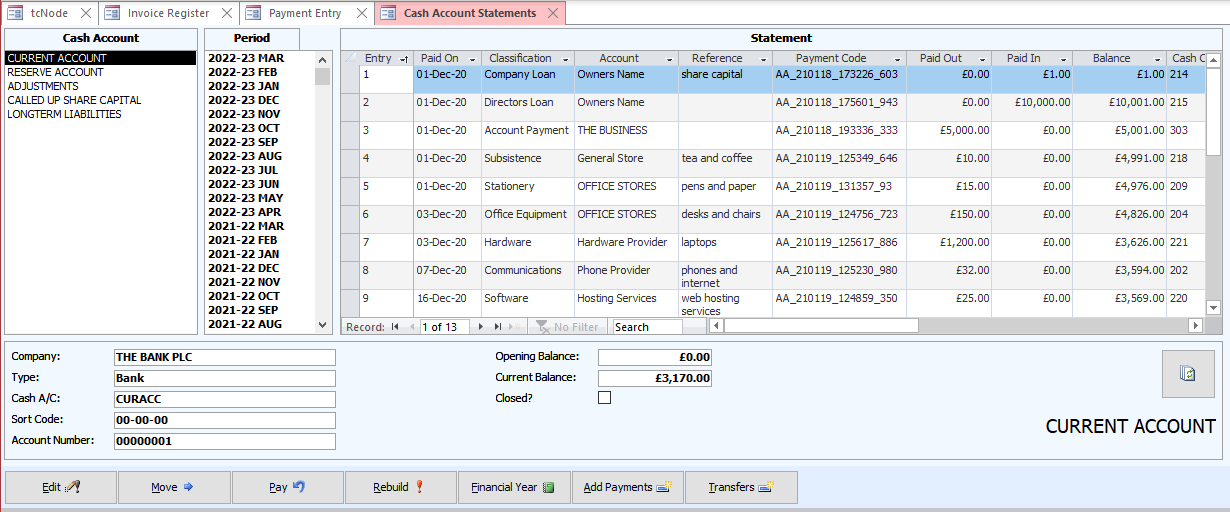 tcNode Invoice Register Payment Entry Cash Account Statements
Cash Account
CURRENT ACCOUNT
RESERVE ACCOUNT
ADJUSTMENTS
CALLED UP SHARE CAPITAL
LONGTERM LIABILITIES
Period
2022-23 MAR
2022-23 FEB
2022-23 JAN
2022-23 DEC
2022-23 NOV
2022-23 OCT
2022-23 SEP
2022-23 AUG
2022-23 JUL
2022-23 JUN
2022-23 MAY
2022-23 APR
2021-22 MAR
2021-22 FEB
2021-22 JAN
2021-22 DEC
2021-22 NOV
2021-22 OCT
2021-22 SEP
2021-22 AUG
Statement
Entry Paid On Classification Account Reference Payment Code Paid Out Paid In Balance Cash C
1 01-Dec-20 Company Loan Owners Name share capital AA_210118_173226_603 £0.00 £1.00 £1.00 214
2 01-Dec-20 Directors Loan Owners Name AA_210118_175601_943 £0.00 £10,000.00 £10,001.00 215
3 01-Dec-20 Account Payment THE BUSINESS AA_210118_193336_333 £5,000.00 £0.00 £5,001.00 303
4 01-Dec-20 Subsistence General Store tea and coffee AA_210119_125349_646 £10.00 £0.00 £4,991.00 218
5 01-Dec-20 Stationery OFFICE STORES pens and paper AA_210119_131357_93 £15.00 £0.00 £4,976.00 209
6 03-Dec-20 Office Equipment OFFICE STORES desks and chairs AA_210119_124756_723 £150.00 £0.00 £4,826.00 204
7 03-Dec-20 Hardware Hardware Provider laptops AA_210119_125617_886 £1,200.00 £0.00 £3,626.00 221
8 07-Dec-20 Communications Phone Provider phones and AA_210119_125230_980 £32.00 £0.00 £3,594.00 202
internet
9 16-Dec-20 Software Hosting Services web hosting AA_210119_124859_350 £25.00 £0.00 £3,569.00 220
services
Record: 1 of 13 No Filter Search
Company: THE BANK PLC
Type: Bank
Cash A/C: CURACC
Sort Code: 00-00-00
Account Number: 00000001
Opening Balance: £0.00
Current Balance: £3,170.00
Closed?
CURRENT ACCOUNT
Edit Move Pay Rebuild Financial Year Add Payments Transfers